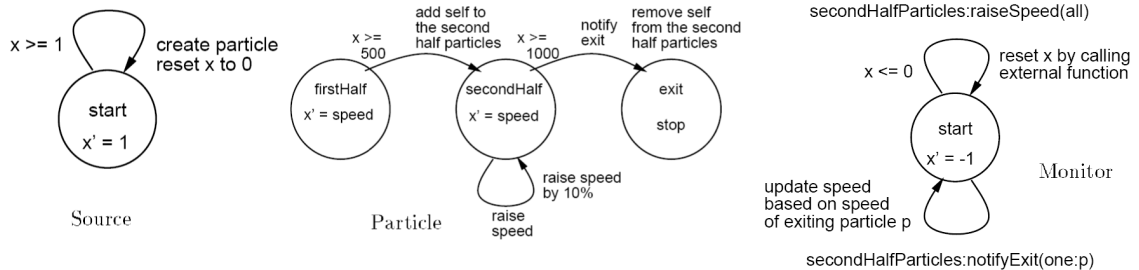 x >= 1
create particle
reset x to 0
start
x' = 1
Source
x >=
500
add self to
the second
half particles
x >=
1000
notify
exit
remove self
from the second
half particles
firstHalf
x' = speed
secondHalf
x' = speed
exit
stop
raise speed
by 10%
raise
speed
Particle
secondHalfParticles:raiseSpeed(all)
x <= 0
reset x by calling
external function
start
x' = -1
Monitor
update speed
based on speed
of exiting particle p
secondHalfParticles:notifyExit(one:p)